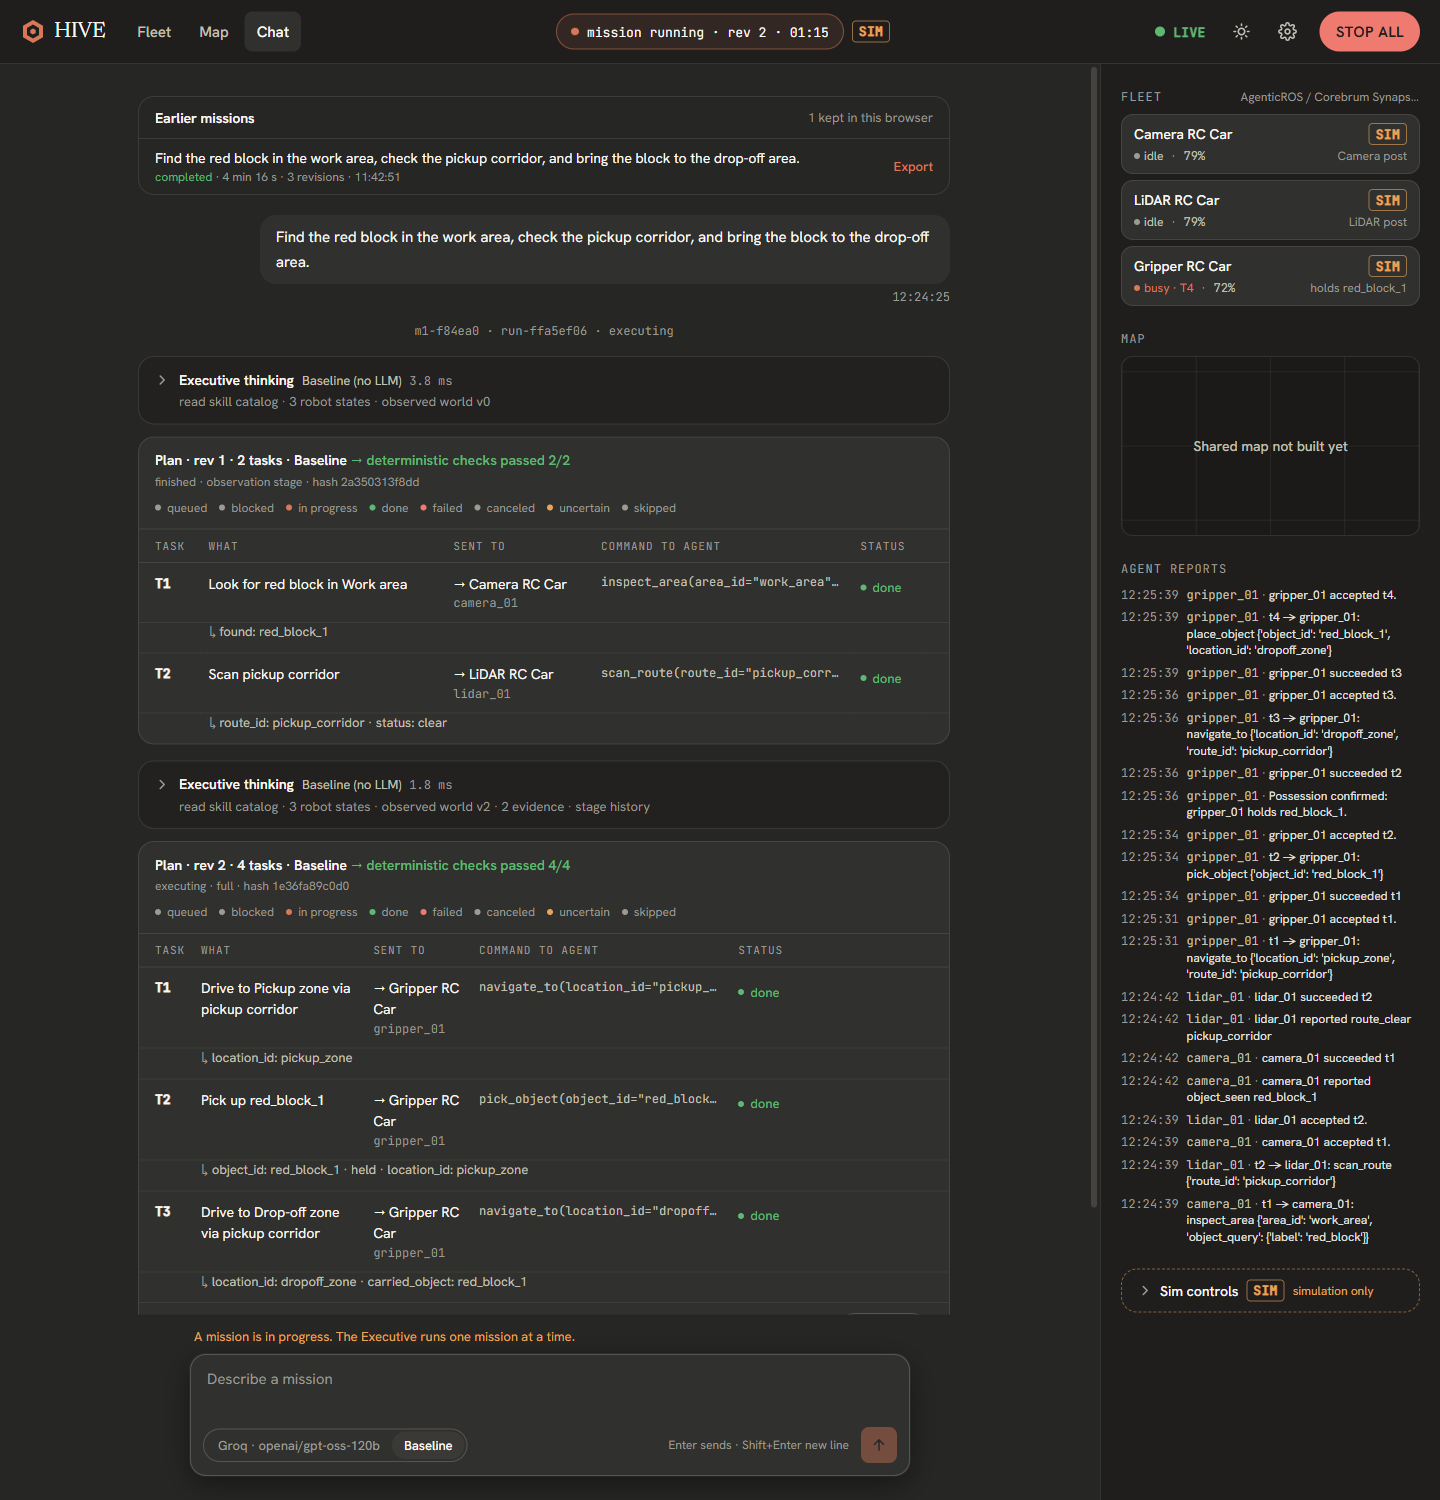 HIVE
Fleet
Map
Chat
mission running · rev 2 · 01:15
SIM
LIVE
STOP ALL
Earlier missions
1 kept in this browser
Find the red block in the work area, check the pickup corridor, and bring the block to the drop-off area.
completed · 4 min 16 s · 3 revisions · 11:42:51
Export
Find the red block in the work area, check the pickup corridor, and bring the block to the drop-off
area.
12:24:25
m1-f84ea0 · run-ffa5ef06 · executing
Executive thinking Baseline (no LLM) 3.8 ms
read skill catalog · 3 robot states · observed world v0
Plan · rev 1 · 2 tasks · Baseline → deterministic checks passed 2/2
finished · observation stage · hash 2a350313f8dd
queued blocked in progress done failed canceled uncertain skipped
TASK WHAT SENT TO COMMAND TO AGENT STATUS
T1 Look for red block in Work area → Camera RC Car inspect_area(area_id="work_area"… done
camera_01
↳ found: red_block_1
T2 Scan pickup corridor → LiDAR RC Car scan_route(route_id="pickup_corr… done
lidar_01
↳ route_id: pickup_corridor · status: clear
Executive thinking Baseline (no LLM) 1.8 ms
read skill catalog · 3 robot states · observed world v2 · 2 evidence · stage history
Plan · rev 2 · 4 tasks · Baseline → deterministic checks passed 4/4
executing · full · hash 1e36fa89c0d0
queued blocked in progress done failed canceled uncertain skipped
TASK WHAT SENT TO COMMAND TO AGENT STATUS
T1 Drive to Pickup zone via → Gripper RC navigate_to(location_id="pickup_… done
pickup corridor Car
gripper_01
↳ location_id: pickup_zone
T2 Pick up red_block_1 → Gripper RC pick_object(object_id="red_block… done
Car
gripper_01
↳ object_id: red_block_1 · held · location_id: pickup_zone
T3 Drive to Drop-off zone → Gripper RC navigate_to(location_id="dropoff… done
via pickup corridor Car
gripper_01
↳ location_id: dropoff_zone · carried_object: red_block_1
A mission is in progress. The Executive runs one mission at a time.
Describe a mission
Groq · openai/gpt-oss-120b
Baseline
Enter sends · Shift+Enter new line
FLEET
AgenticROS / Corebrum Synaps…
Camera RC Car SIM
idle · 79% Camera post
LiDAR RC Car SIM
idle · 79% LiDAR post
Gripper RC Car SIM
busy · T4 · 72% holds red_block_1
MAP
Shared map not built yet
AGENT REPORTS
12:25:39 gripper_01 · gripper_01 accepted t4.
12:25:39 gripper_01 · t4 -> gripper_01:
place_object {'object_id': 'red_block_1',
'location_id': 'dropoff_zone'}
12:25:39 gripper_01 · gripper_01 succeeded t3
12:25:36 gripper_01 · gripper_01 accepted t3.
12:25:36 gripper_01 · t3 -> gripper_01:
navigate_to {'location_id': 'dropoff_zone',
'route_id': 'pickup_corridor'}
12:25:36 gripper_01 · gripper_01 succeeded t2
12:25:36 gripper_01 · Possession confirmed:
gripper_01 holds red_block_1.
12:25:34 gripper_01 · gripper_01 accepted t2.
12:25:34 gripper_01 · t2 -> gripper_01:
pick_object {'object_id': 'red_block_1'}
12:25:34 gripper_01 · gripper_01 succeeded t1
12:25:31 gripper_01 · gripper_01 accepted t1.
12:25:31 gripper_01 · t1 -> gripper_01:
navigate_to {'location_id': 'pickup_zone',
'route_id': 'pickup_corridor'}
12:24:42 lidar_01 · lidar_01 succeeded t2
12:24:42 lidar_01 · lidar_01 reported route_clear
pickup_corridor
12:24:42 camera_01 · camera_01 succeeded t1
12:24:42 camera_01 · camera_01 reported
object_seen red_block_1
12:24:39 lidar_01 · lidar_01 accepted t2.
12:24:39 camera_01 · camera_01 accepted t1.
12:24:39 lidar_01 · t2 -> lidar_01: scan_route
{'route_id': 'pickup_corridor'}
12:24:39 camera_01 · t1 -> camera_01:
inspect_area {'area_id': 'work_area',
'object_query': {'label': 'red_block'}}
Sim controls SIM simulation only